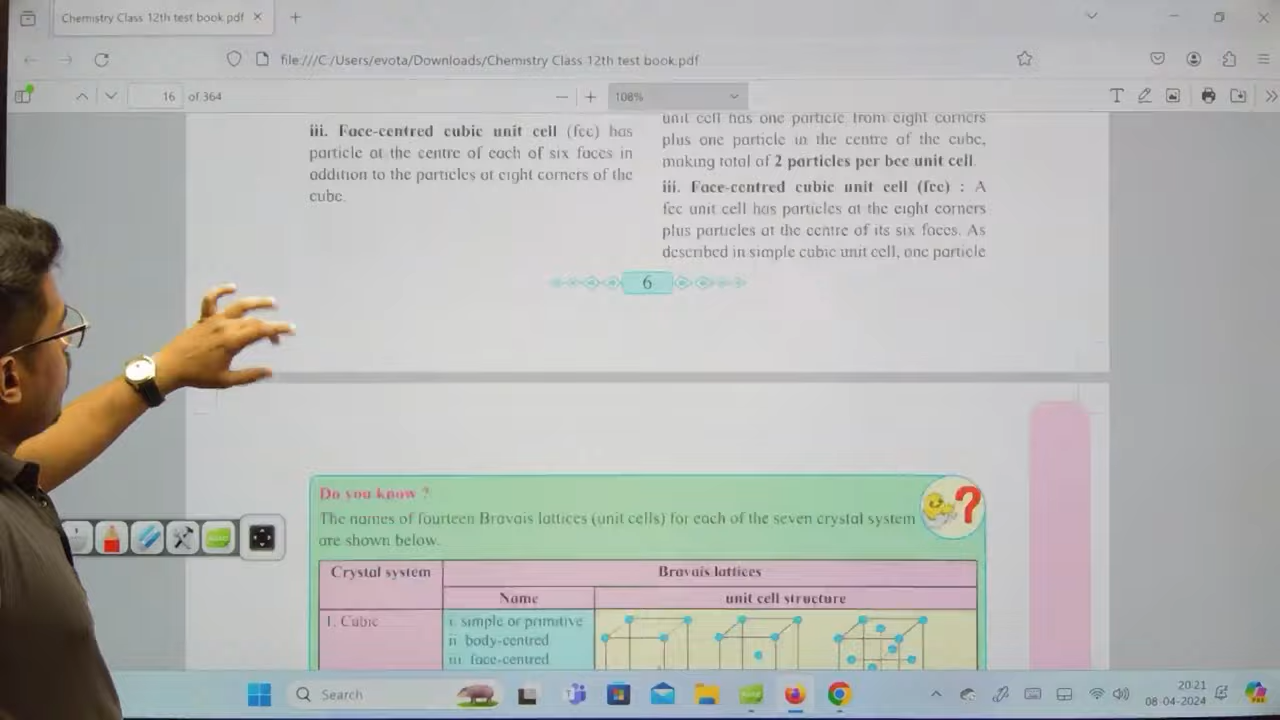 Chemistry Class 12th test book.pdf
file:///C:/Users/evota/Downloads/Chemistry Class 12th test book.pdf
16 of 364
108%
iii. Face-centred cubic unit cell (fcc) has
particle at the centre of each of six faces in
addition to the particles at eight corners of the
cube.
unit cell has one particle from eight corners
plus one particle in the centre of the cube,
making total of 2 particles per bcc unit cell.
iii. Face-centred cubic unit cell (fcc) : A
fcc unit cell has particles at the eight corners
plus particles at the centre of its six faces. As
described in simple cubic unit cell, one particle
6
Do you know ?
The names of fourteen Bravais lattices (unit cells) for each of the seven crystal system
are shown below.
Crystal system
Bravais lattices
Name
unit cell structure
1. Cubic
i. simple or primitive
ii body-centred
iii face-centred
Search
20:21
08-04-2024